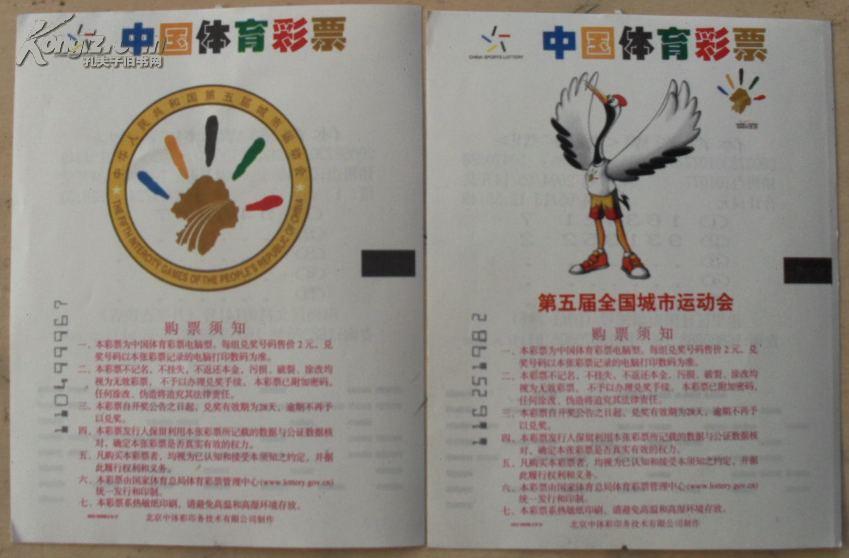 Kongfz.com
孔夫子旧书网
中国体育彩票
中华人民共和国第五届城市运动会
THE FIFTH INTERCITY GAMES OF THE PEOPLE'S REPUBLIC OF CHINA
110499967
购票须知
一、本彩票为中国体育彩票电脑型。每组兑奖号码售价2元。兑
奖号码以本张彩票记录的电脑打印数码为准。
二、本彩票不记名、不挂失、不返还本金。污损、破裂、涂改均
视为无效彩票，不予以办理兑奖手续。本彩票已附加密码，
任何涂改、伪造将追究其法律责任。
三、本彩票自开奖公告之日起，兑奖有效期为28天，逾期不再予
以兑奖。
四、本彩票发行人保留利用本张彩票所记载的数据与公证数据核
对，确定本张彩票是否真实有效的权力。
五、凡购买本彩票者，均视为已认知和接受本须知之约定，并据
此履行权利和义务。
六、本彩票由国家体育总局体育彩票管理中心(www.lottery.gov.cn)
统一发行和印制。
七、本彩票系热敏纸印刷，请避免高温和高湿环境存放。
北京中体彩印务技术有限公司制作
CHINA SPORTS LOTTERY
中国体育彩票
第五届全国城市运动会
116251982
购票须知
一、本彩票为中国体育彩票电脑型。每组兑奖号码售价2元。兑
奖号码以本张彩票记录的电脑打印数码为准。
二、本彩票不记名、不挂失、不返还本金。污损、破裂、涂改均
视为无效彩票，不予以办理兑奖手续。本彩票已附加密码，
任何涂改、伪造将追究其法律责任。
三、本彩票自开奖公告之日起，兑奖有效期为28天，逾期不再予
以兑奖。
四、本彩票发行人保留利用本张彩票所记载的数据与公证数据核
对，确定本张彩票是否真实有效的权力。
五、凡购买本彩票者，均视为已认知和接受本须知之约定，并据
此履行权利和义务。
六、本彩票由国家体育总局体育彩票管理中心(www.lottery.gov.cn)
统一发行和印制。
七、本彩票系热敏纸印刷，请避免高温和高湿环境存放。
北京中体彩印务技术有限公司制作